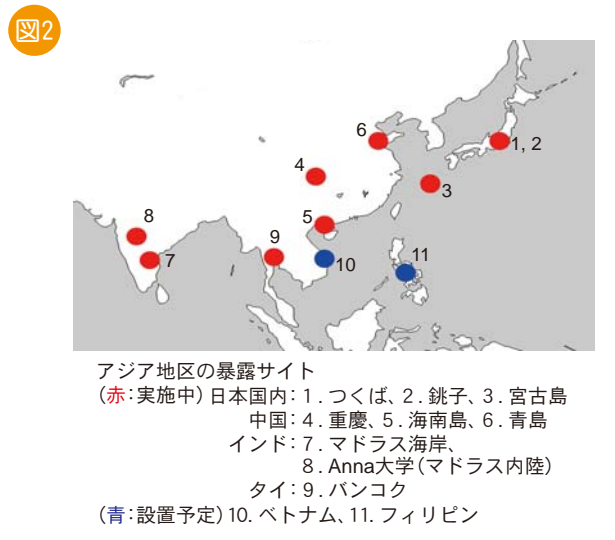 図2
6
1, 2
4
3
8
5
9
7
10
11
アジア地区の暴露サイト
(赤:実施中)日本国内:1.つくば、2.銚子、3.宮古島
中国:4.重慶、5.海南島、6.青島
インド:7.マドラス海岸、
8.Anna大学(マドラス内陸)
タイ:9.バンコク
(青:設置予定)10.ベトナム、11.フィリピン